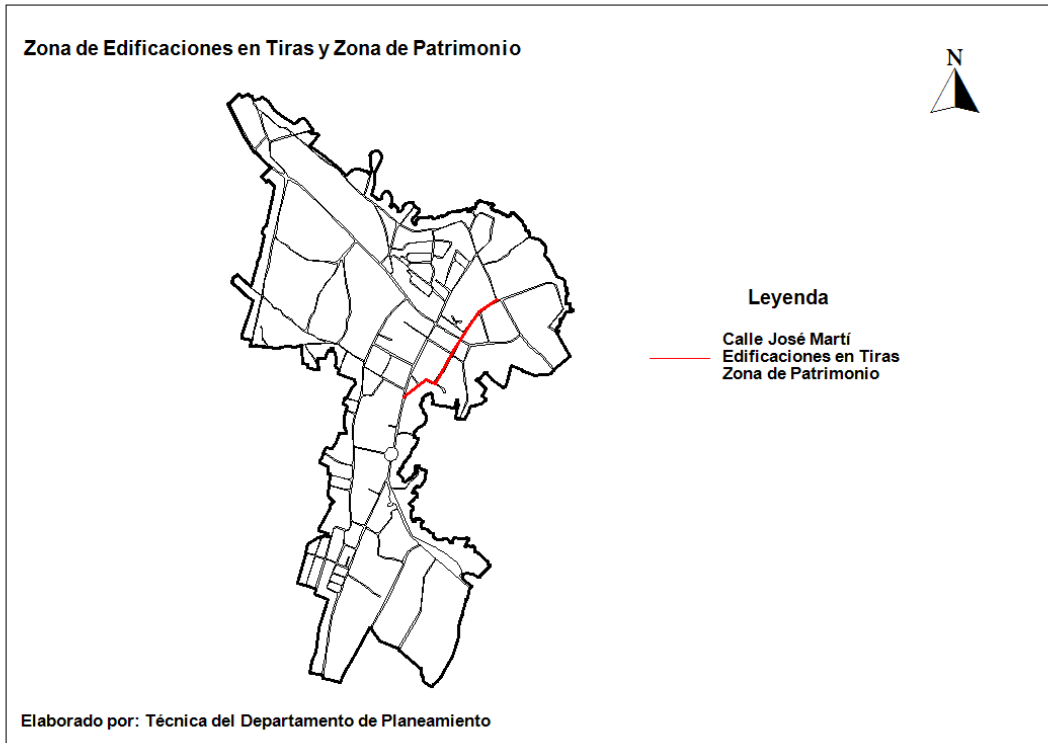 Zona de Edificaciones en Tiras y Zona de Patrimonio
N
Leyenda
Calle José Martí
Edificaciones en Tiras
Zona de Patrimonio
Elaborado por: Técnica del Departamento de Planeamiento